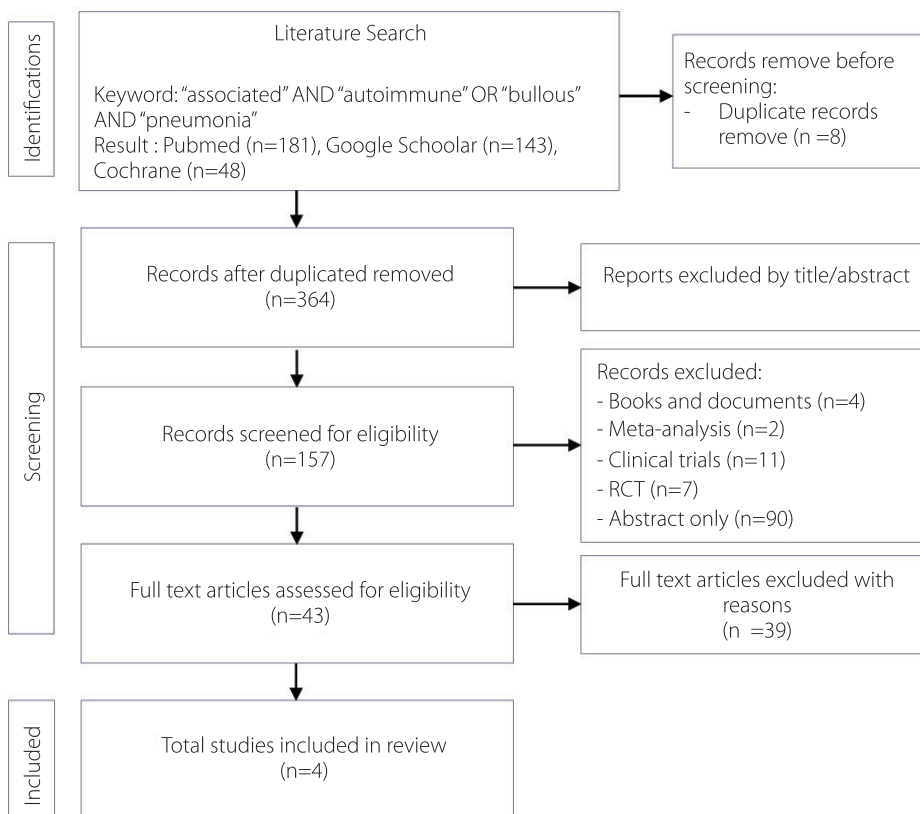 Identifications
Literature Search
Keyword: “associated” AND “autoimmune” OR “bullous”
AND “pneumonia”
Result : Pubmed (n=181), Google Schoolar (n=143),
Cochrane (n=48)
Records remove before
screening:
- Duplicate records
remove (n =8)
Screening
Records after duplicated removed
(n=364)
Reports excluded by title/abstract
Records screened for eligibility
(n=157)
Records excluded:
- Books and documents (n=4)
- Meta-analysis (n=2)
- Clinical trials (n=11)
- RCT (n=7)
- Abstract only (n=90)
Full text articles assessed for eligibility
(n=43)
Full text articles excluded with
reasons
(n =39)
Included
Total studies included in review
(n=4)